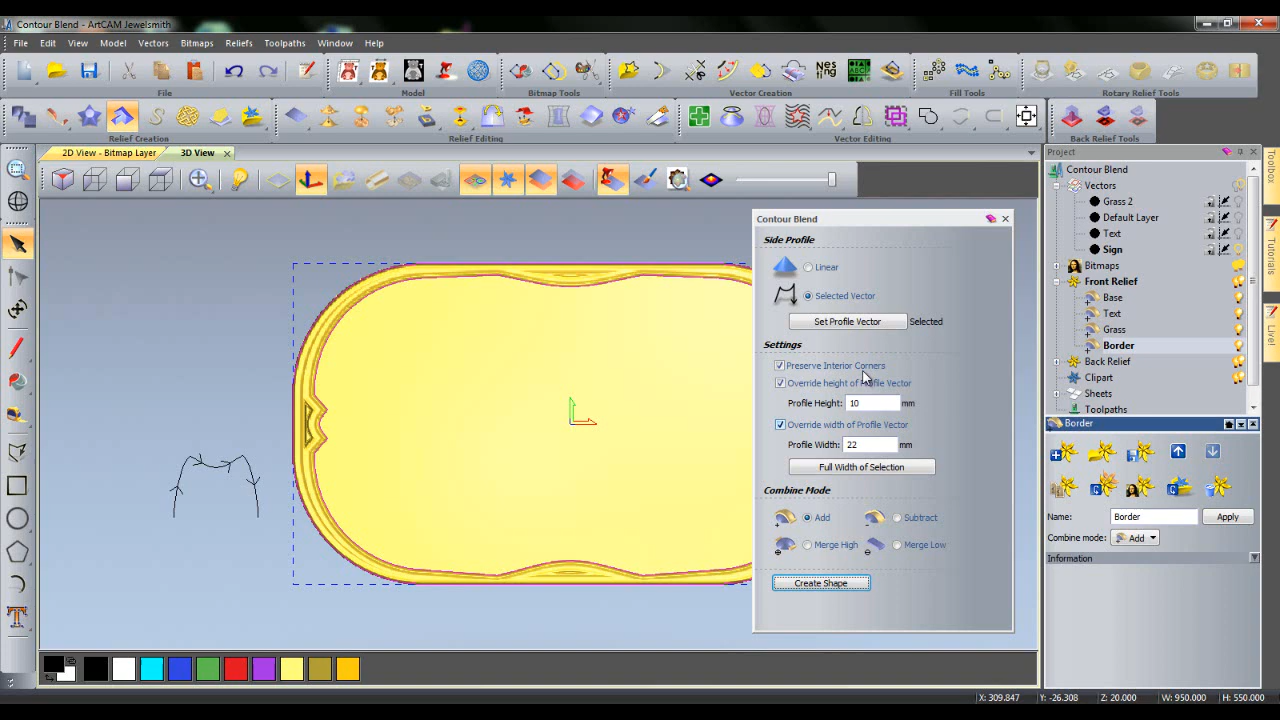 Contour Blend - ArtCAM Jewelsmith
File Edit View Model Vectors Bitmaps Reliefs Toolpaths Window Help
NES TING ABC
File Model Bitmap Tools Vector Creation Fill Tools Rotary Relief Tools
Relief Creation Relief Editing Vector Editing Back Relief Tools
2D View - Bitmap Layer 3D View
Contour Blend
Side Profile
Linear
Selected Vector
Set Profile Vector Selected
Settings
Preserve Interior Corners
Override height of Profile Vector
Profile Height: 10 mm
Override width of Profile Vector
Profile Width: 22 mm
Full Width of Selection
Combine Mode
Add Subtract
Merge High Merge Low
Create Shape
Project
Contour Blend
Vectors
Grass 2
Default Layer
Text
Sign
Bitmaps
Front Relief
Base
Text
Grass
Border
Back Relief
Clipart
Sheets
Toolpaths
Border
Name: Border Apply
Combine mode: Add
Information
Toolbox
Tutorials
Live!
X: 309.847 Y: -26.308 Z: 20.000 W: 950.000 H: 550.000